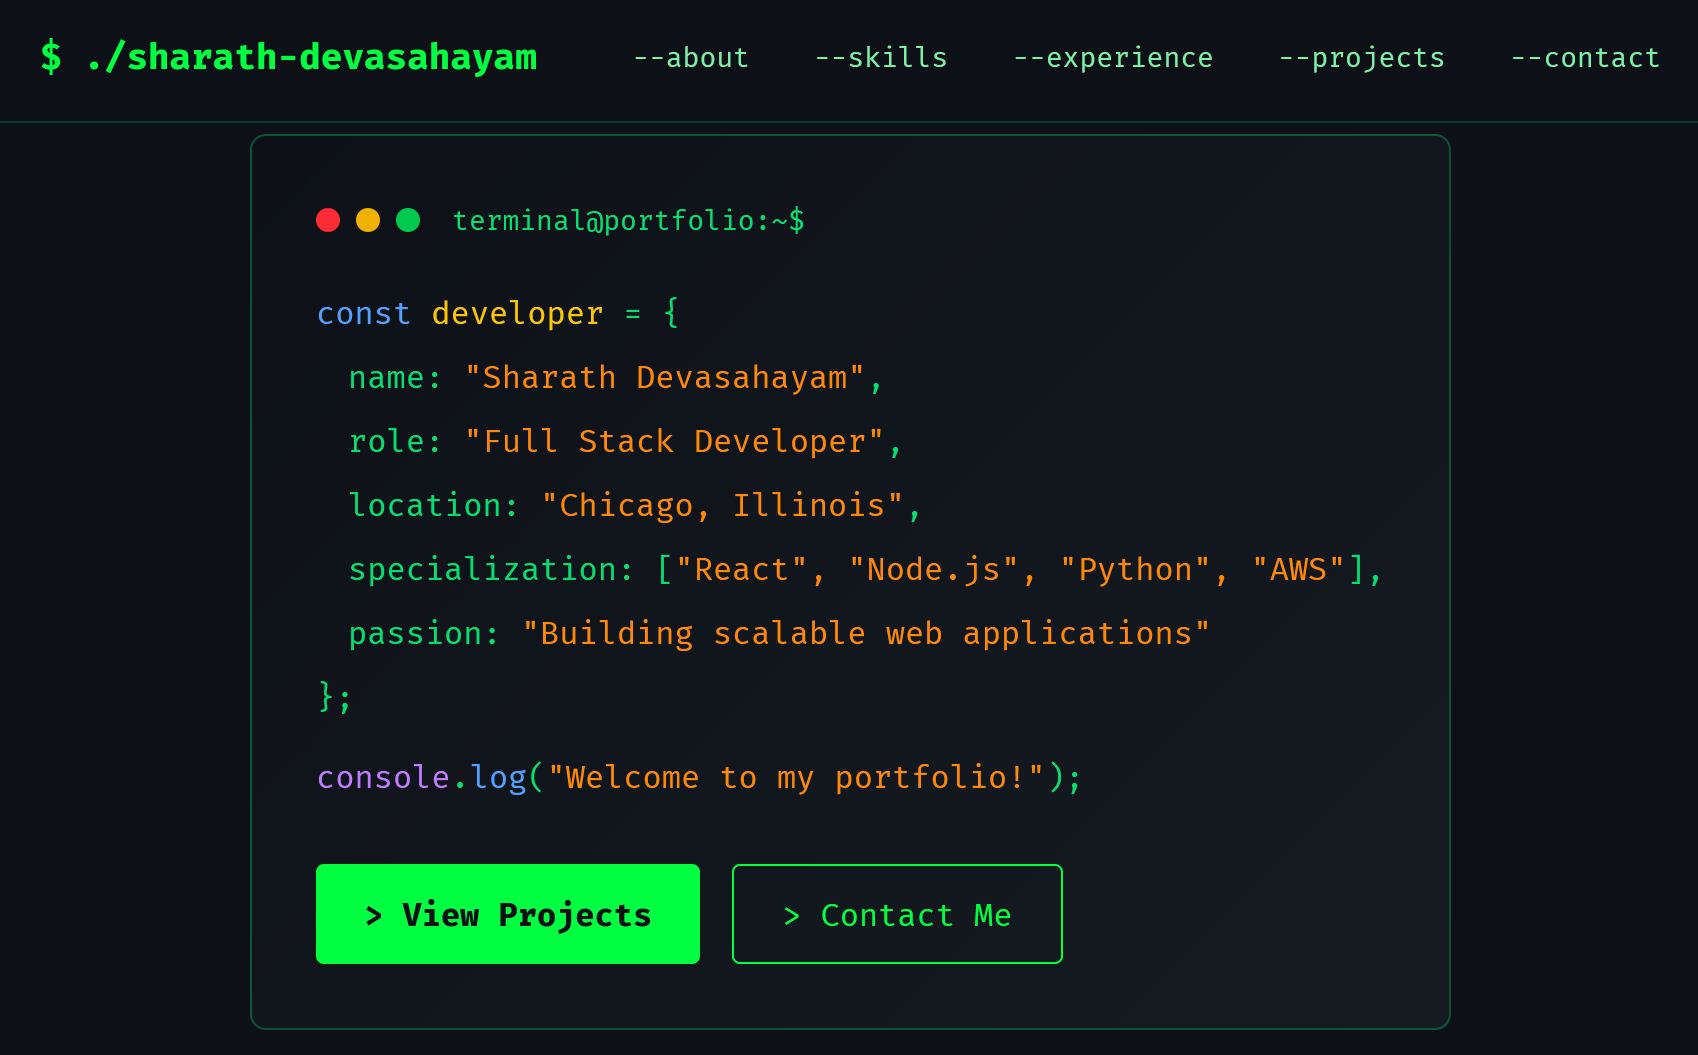 $ ./sharath-devasahayam --about --skills --experience --projects --contact
terminal@portfolio:~$
const developer = {
name: "Sharath Devasahayam",
role: "Full Stack Developer",
location: "Chicago, Illinois",
specialization: ["React", "Node.js", "Python", "AWS"],
passion: "Building scalable web applications"
};
console.log("Welcome to my portfolio!");
> View Projects > Contact Me